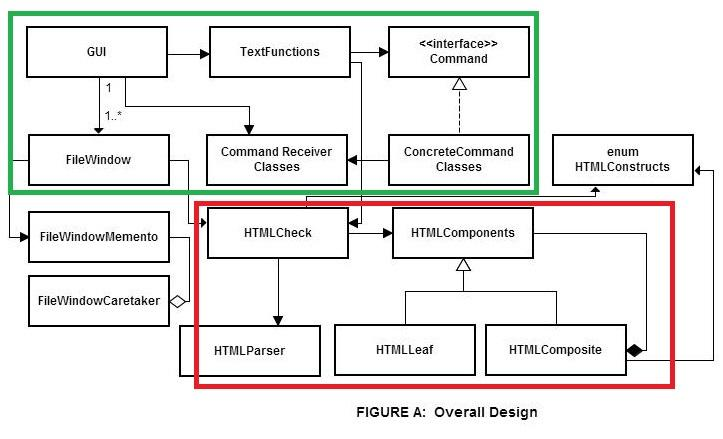 GUI
TextFunctions
<<interface>>
Command
1
1..*
FileWindow
Command Receiver
Classes
ConcreteCommand
Classes
enum
HTMLConstructs
FileWindowMemento
HTMLCheck
HTMLComponents
FileWindowCaretaker
HTMLParser
HTMLLeaf
HTMLComposite
FIGURE A: Overall Design